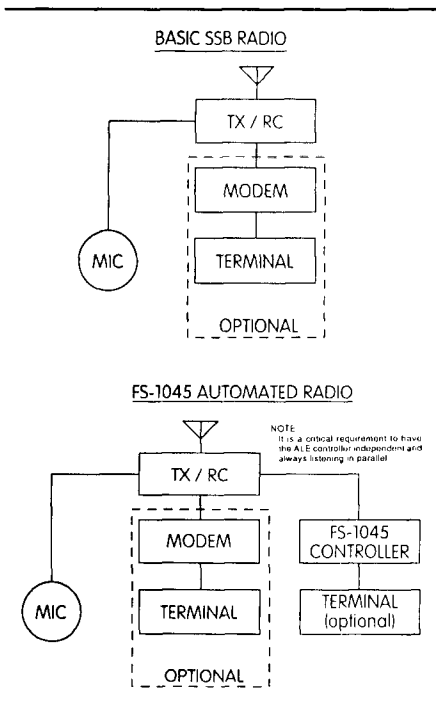 BASIC SSB RADIO
TX / RC
MODEM
MIC
TERMINAL
OPTIONAL
FS-1045 AUTOMATED RADIO
NOTE
It is a critical requirement to have
the ALE controller independent and
always listening in parallel
TX / RC
MODEM
FS-1045
CONTROLLER
MIC
TERMINAL
TERMINAL
(optional)
OPTIONAL